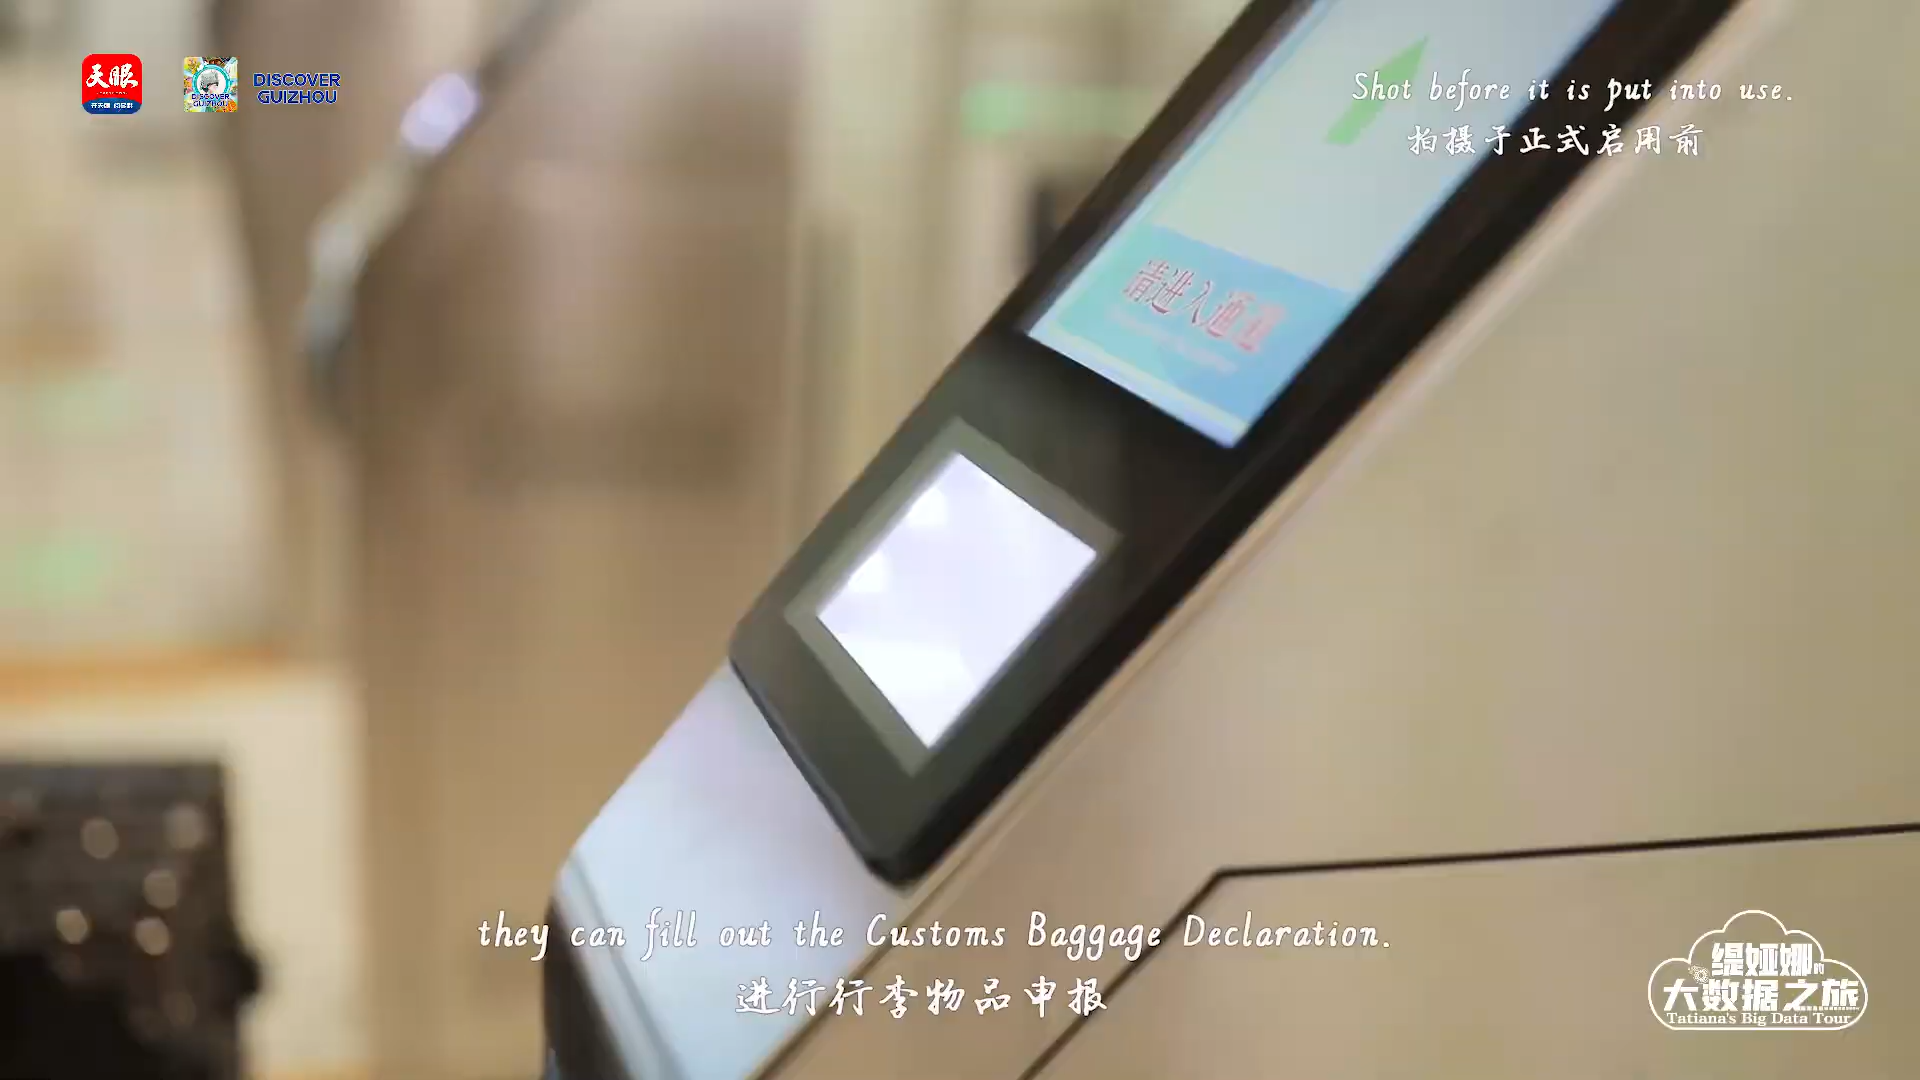 天眼
DISCOVER
GUIZHOU
DISCOVER
GUIZHOU
Shot before it is put into use.
拍摄于正式启用前
请进入通道
they can fill out the Customs Baggage Declaration.
进行行李物品申报
缇娅娜的
大数据之旅
Tatiana's Big Data Tour